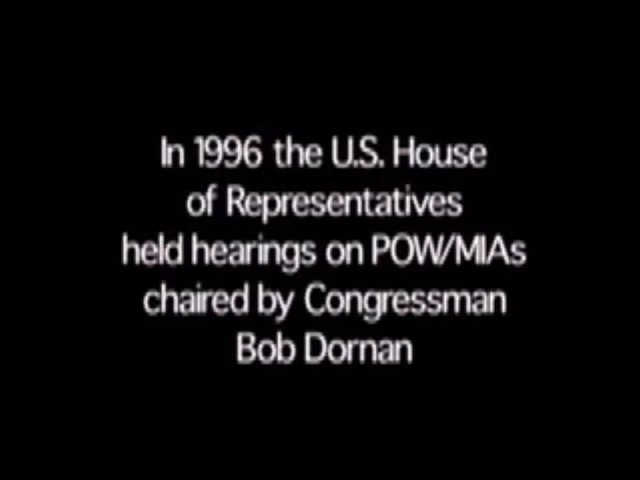 In 1996 the U.S. House
of Representatives
held hearings on POW/MIAs
chaired by Congressman
Bob Dornan